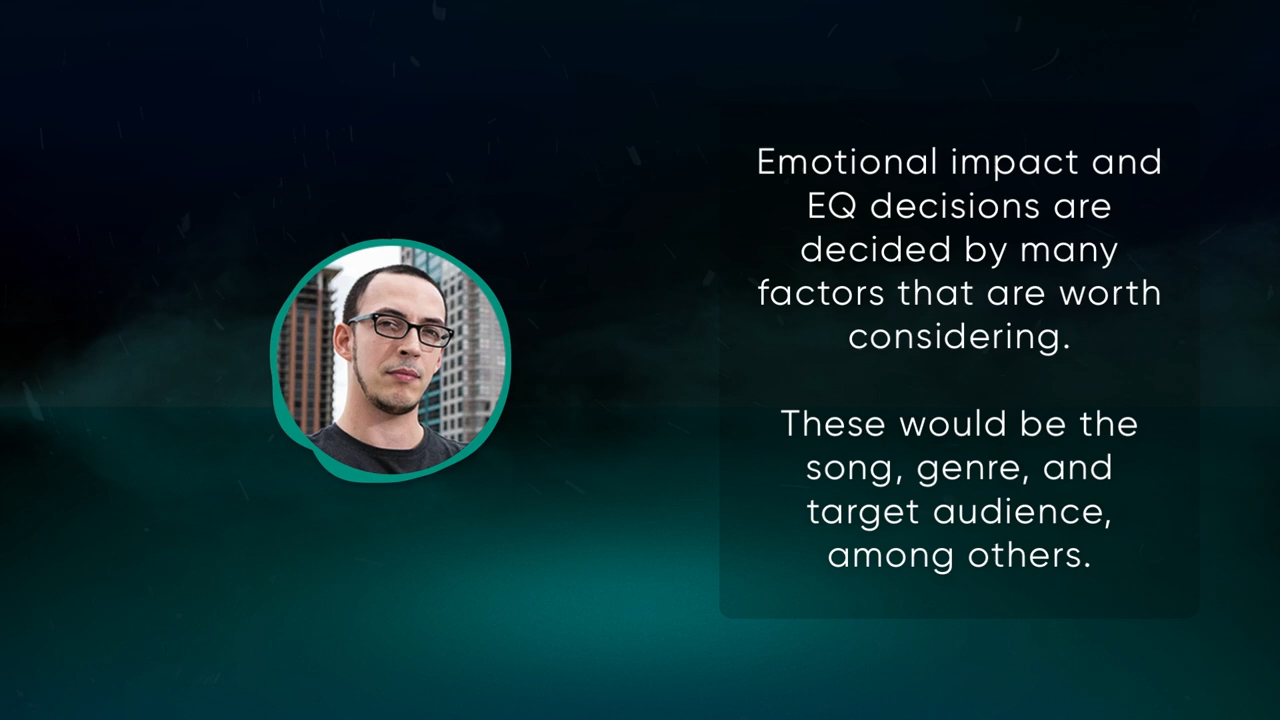 Emotional impact and
EQ decisions are
decided by many
factors that are worth
considering.
These would be the
song, genre, and
target audience,
among others.